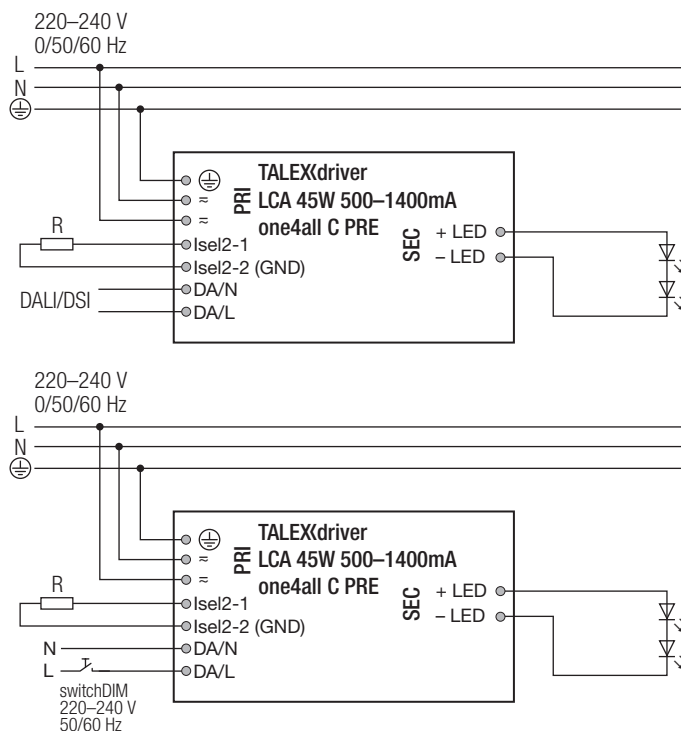 220–240 V
0/50/60 Hz
L
N
TALEXXdriver
LCA 45W 500–1400mA
one4all C PRE
PRI
≂
≂
R
Isel2-1
Isel2-2 (GND)
DA/N
DA/L
DALI/DSI
SEC
+ LED
– LED
220–240 V
0/50/60 Hz
L
N
TALEXXdriver
LCA 45W 500–1400mA
one4all C PRE
PRI
≂
≂
R
Isel2-1
Isel2-2 (GND)
N
DA/N
L
DA/L
SEC
+ LED
– LED
switchDIM
220–240 V
50/60 Hz